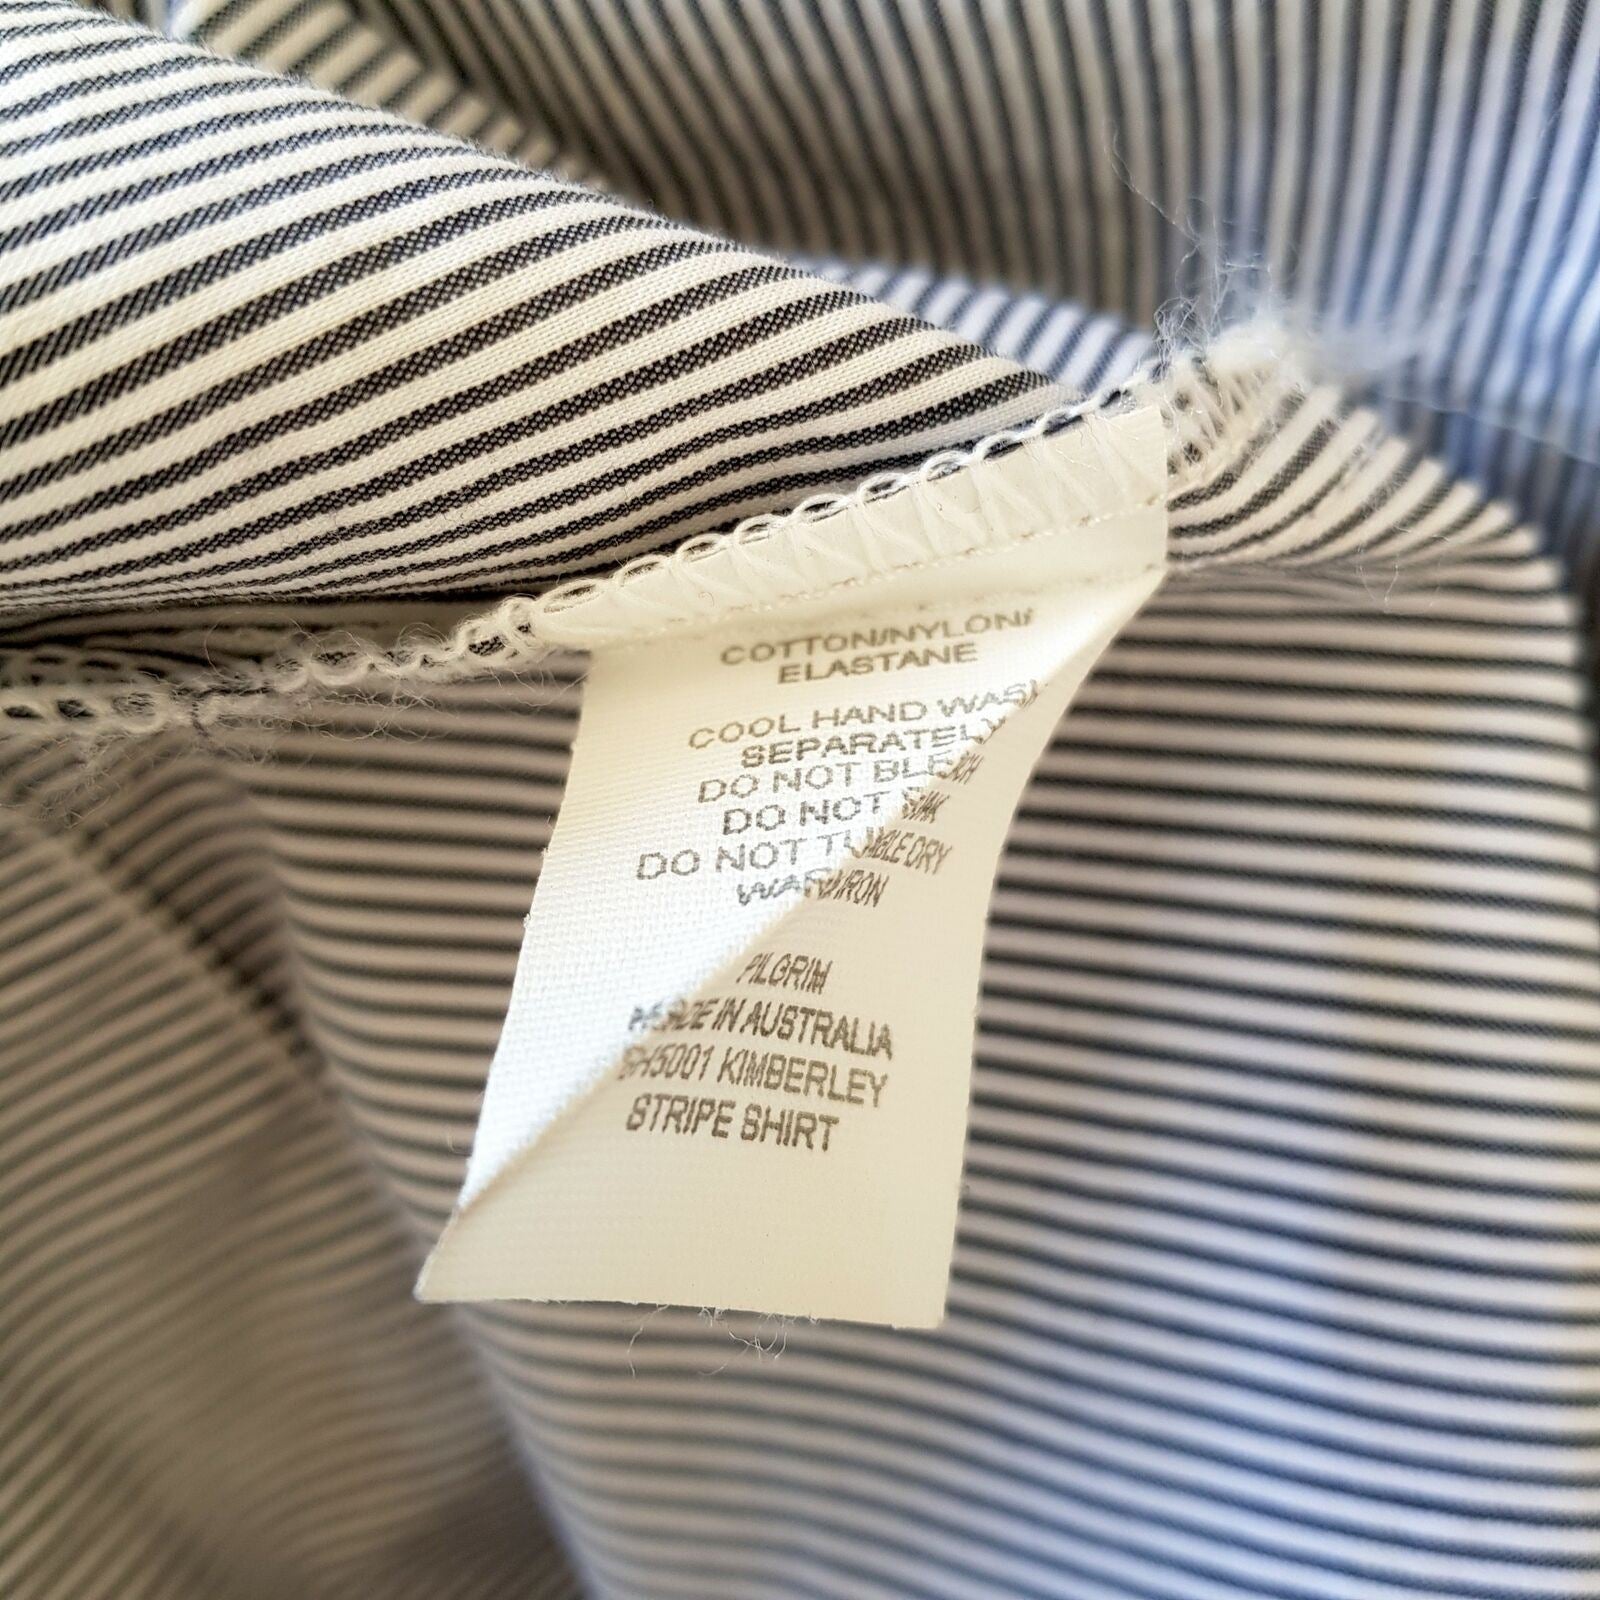 COTTON/NYLON/
ELASTANE
COOL HAND WASH
SEPARATELY
DO NOT BLEACH
DO NOT SOAK
DO NOT TUMBLE DRY
WARM IRON
PILGRIM
MADE IN AUSTRALIA
SH5001 KIMBERLEY
STRIPE SHIRT